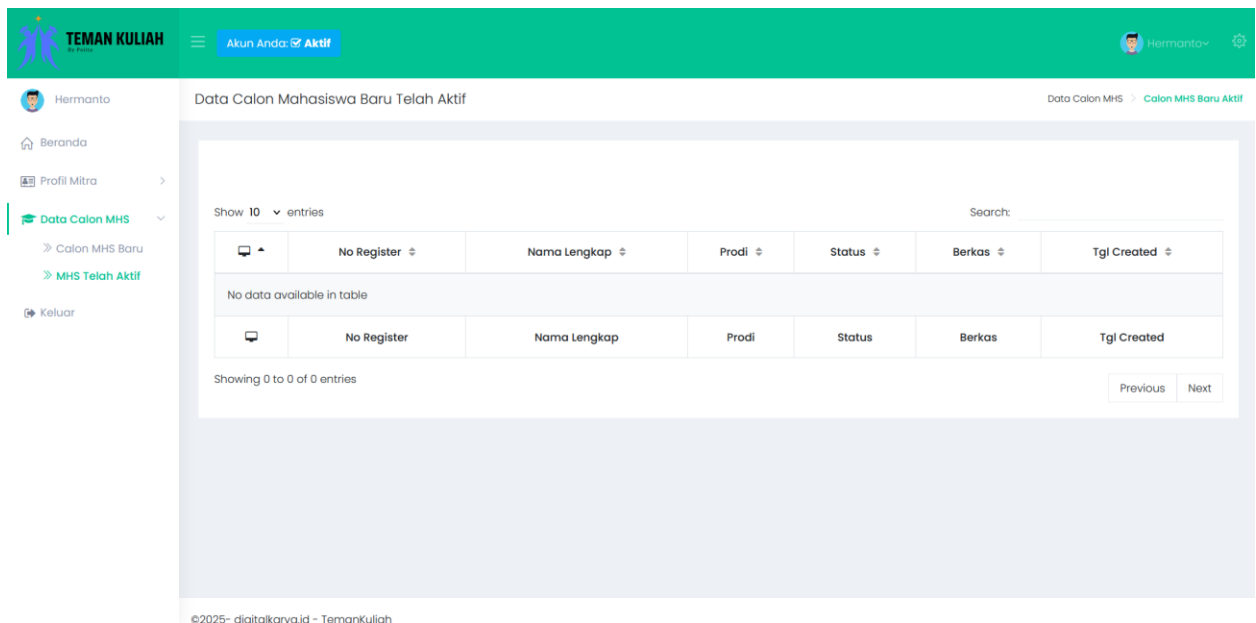 TEMAN KULIAH
Akun Anda: Aktif
Hermanto
Hermanto
Data Calon Mahasiswa Baru Telah Aktif
Data Calon MHS > Calon MHS Baru Aktif
Beranda
Profil Mitra
Data Calon MHS
Calon MHS Baru
MHS Telah Aktif
Keluar
Show 10 entries
Search:
No Register Nama Lengkap Prodi Status Berkas Tgl Created
No data available in table
No Register Nama Lengkap Prodi Status Berkas Tgl Created
Showing 0 to 0 of 0 entries
Previous Next
©2025- digitalkarya.id - TemanKuliah